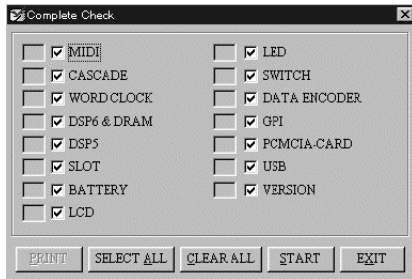 Complete Check
MIDI
CASCADE
WORD CLOCK
DSP6 & DRAM
DSP5
SLOT
BATTERY
LCD
LED
SWITCH
DATA ENCODER
GPI
PCMCIA-CARD
USB
VERSION
PRINT SELECT ALL CLEAR ALL START EXIT